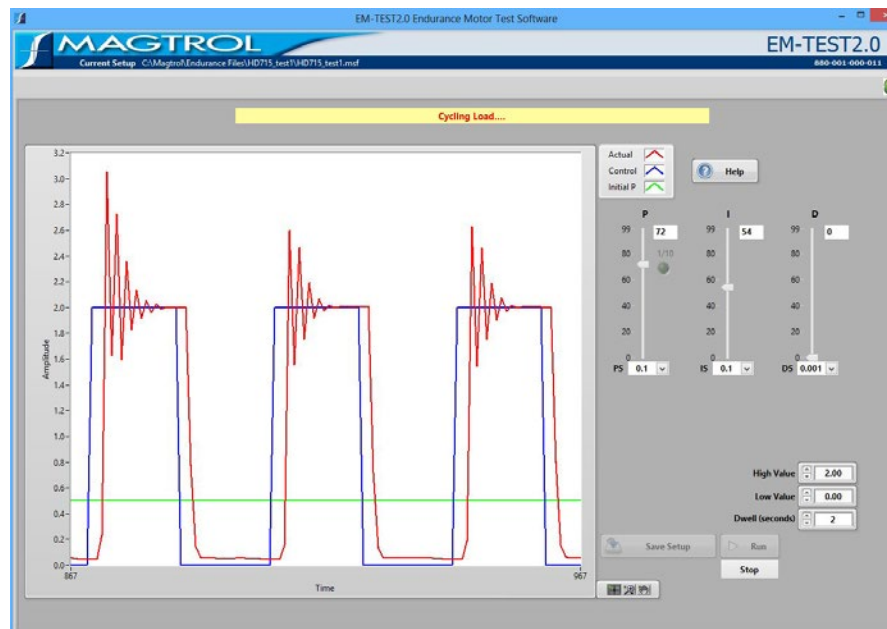 EM-TEST2.0 Endurance Motor Test Software
MAGTROL
EM-TEST2.0
Current Setup C:\Magtrol\Endurance Files\HD715_test1\HD715_test1.msf
880-001-000-011
Cycling Load....
Actual
Control
Initial P
Help
P I D
99 72 99 54 99 0
80 80 80
1/10
60 60 60
40 40 40
20 20 20
0 0 0
PS 0.1 IS 0.1 DS 0.001
3.2
3.0
2.8
2.6
2.4
2.2
2.0
1.8
1.6
1.4
1.2
1.0
0.8
0.6
0.4
0.2
0.0
Amplitude
867 967
Time
High Value 2.00
Low Value 0.00
Dwell (seconds) 2
Save Setup Run
Stop